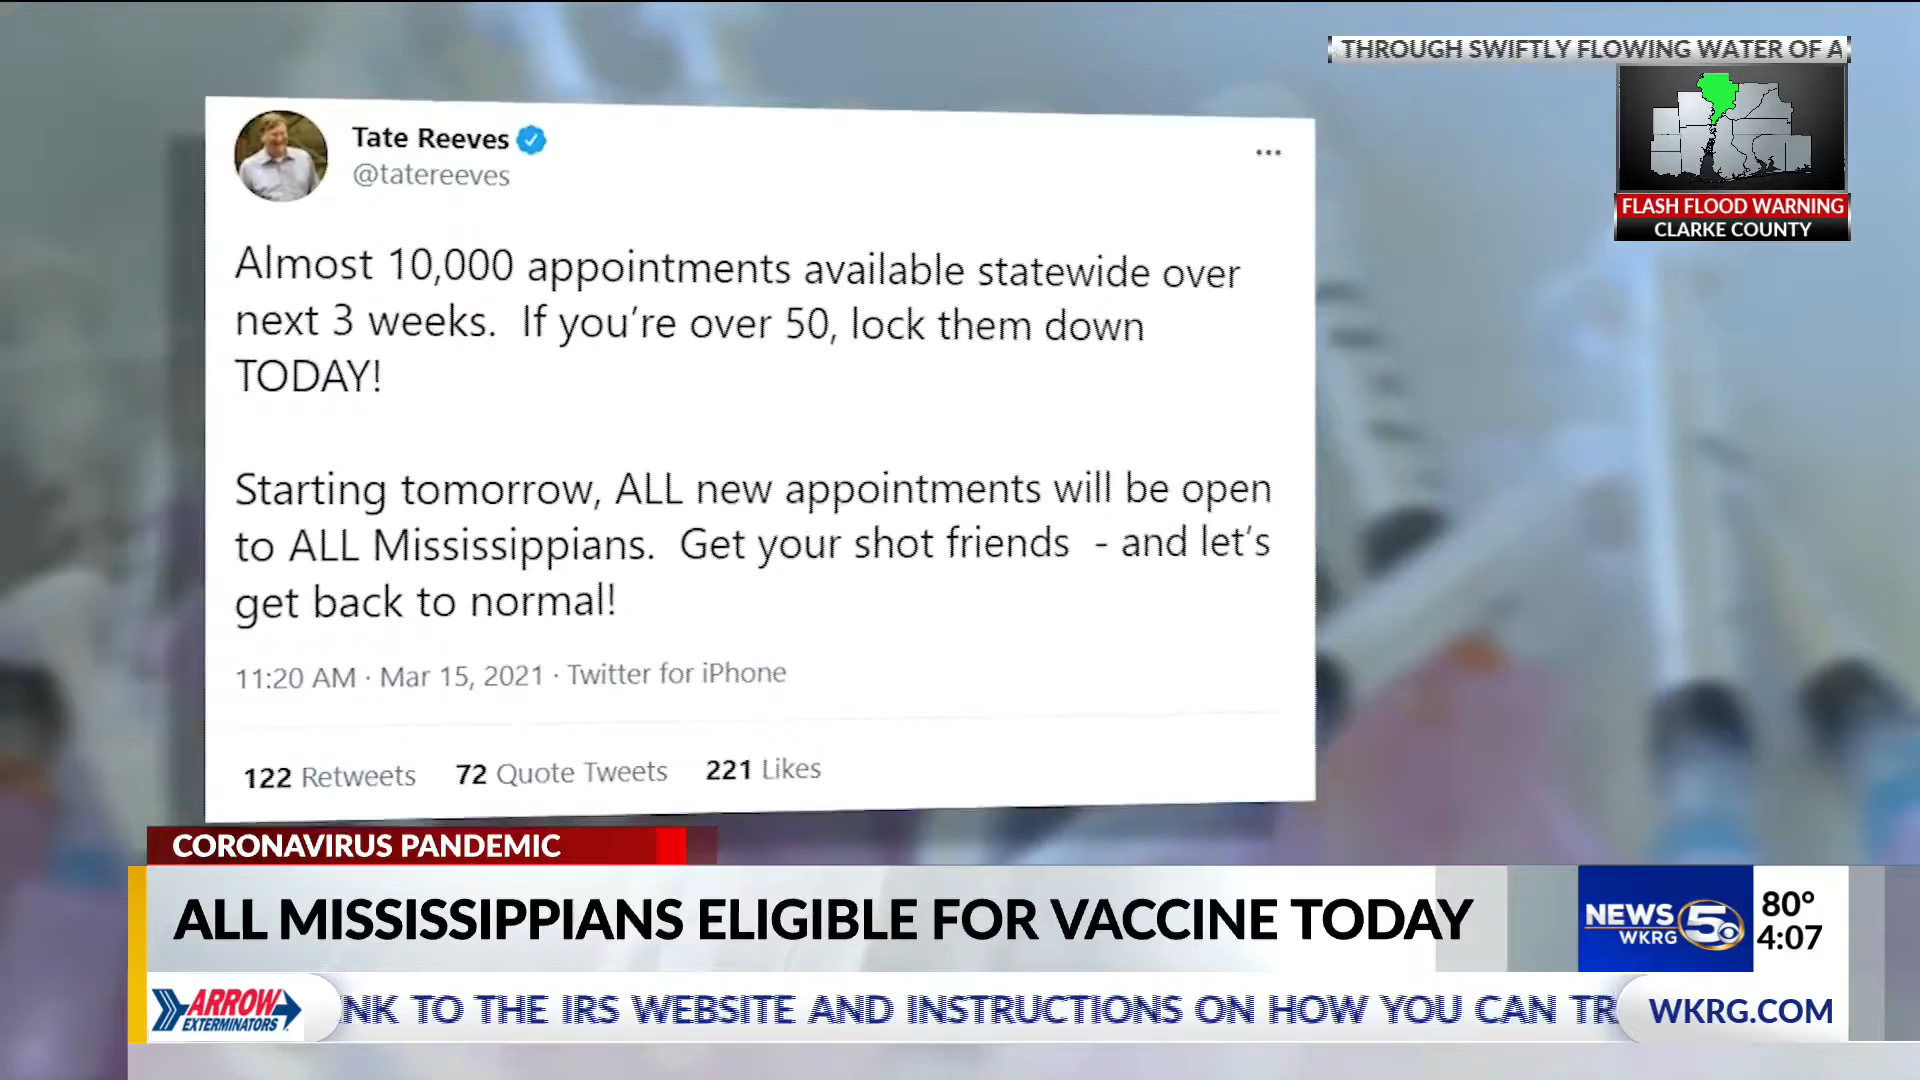 THROUGH SWIFTLY FLOWING WATER OF A
FLASH FLOOD WARNING
CLARKE COUNTY
Tate Reeves
@tatereeves
Almost 10,000 appointments available statewide over
next 3 weeks. If you're over 50, lock them down
TODAY!
Starting tomorrow, ALL new appointments will be open
to ALL Mississippians. Get your shot friends - and let's
get back to normal!
11:20 AM · Mar 15, 2021 · Twitter for iPhone
122 Retweets 72 Quote Tweets 221 Likes
CORONAVIRUS PANDEMIC
ALL MISSISSIPPIANS ELIGIBLE FOR VACCINE TODAY
NEWS 5
WKRG
80°
4:07
ARROW
EXTERMINATORS
NK TO THE IRS WEBSITE AND INSTRUCTIONS ON HOW YOU CAN TR
WKRG.COM